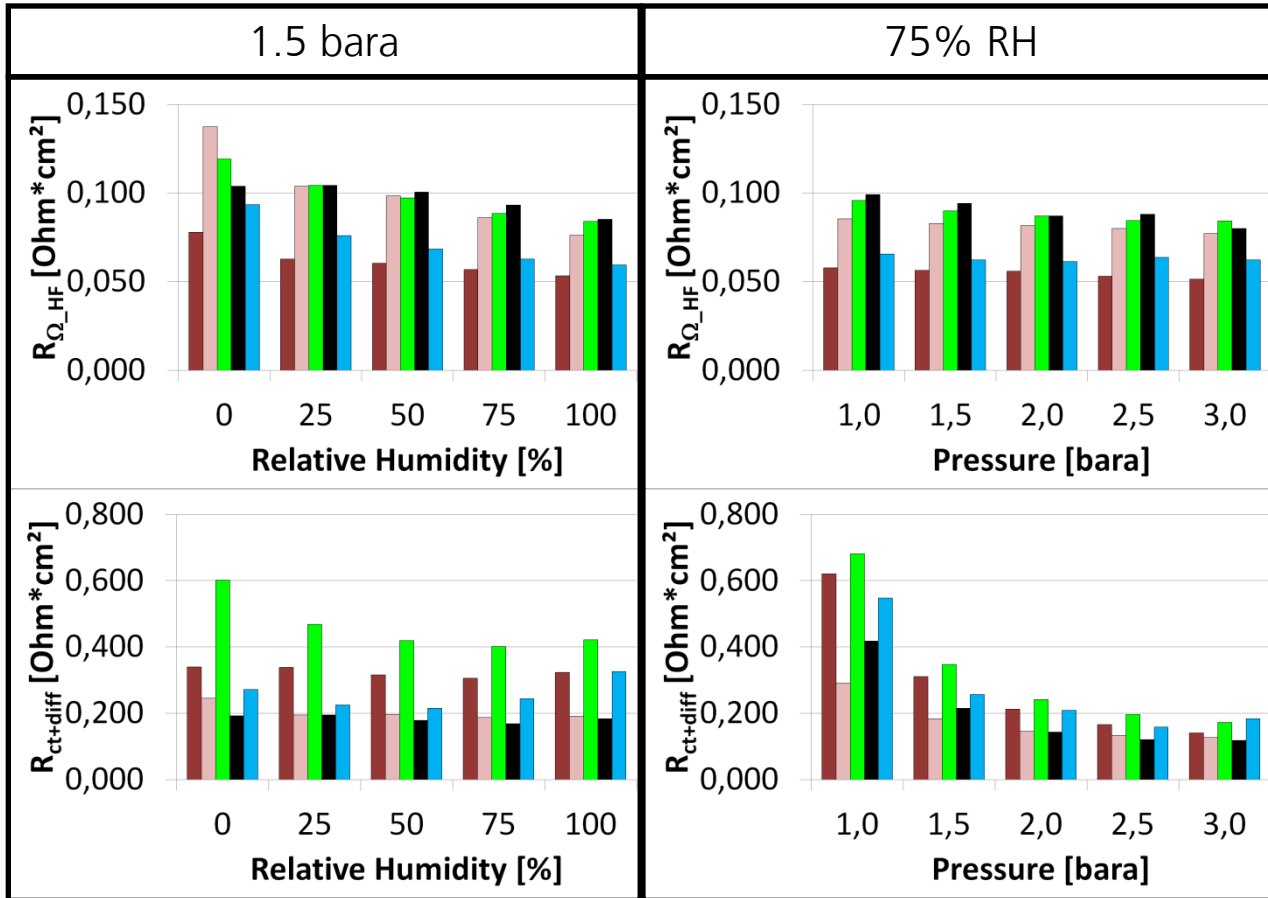 1.5 bara
75% RH
R_Ω_HF [Ohm*cm²]
0,150
0,100
0,050
0,000
0 25 50 75 100
Relative Humidity [%]
R_Ω_HF [Ohm*cm²]
0,150
0,100
0,050
0,000
1,0 1,5 2,0 2,5 3,0
Pressure [bara]
R_ct+diff [Ohm*cm²]
0,800
0,600
0,400
0,200
0,000
0 25 50 75 100
Relative Humidity [%]
R_ct+diff [Ohm*cm²]
0,800
0,600
0,400
0,200
0,000
1,0 1,5 2,0 2,5 3,0
Pressure [bara]